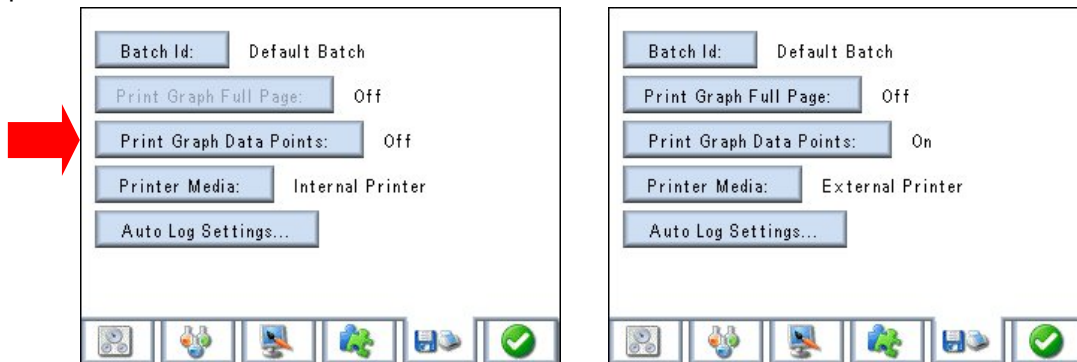 Batch Id: Default Batch
Print Graph Full Page: Off
Print Graph Data Points: Off
Printer Media: Internal Printer
Auto Log Settings...
Batch Id: Default Batch
Print Graph Full Page: Off
Print Graph Data Points: On
Printer Media: External Printer
Auto Log Settings...